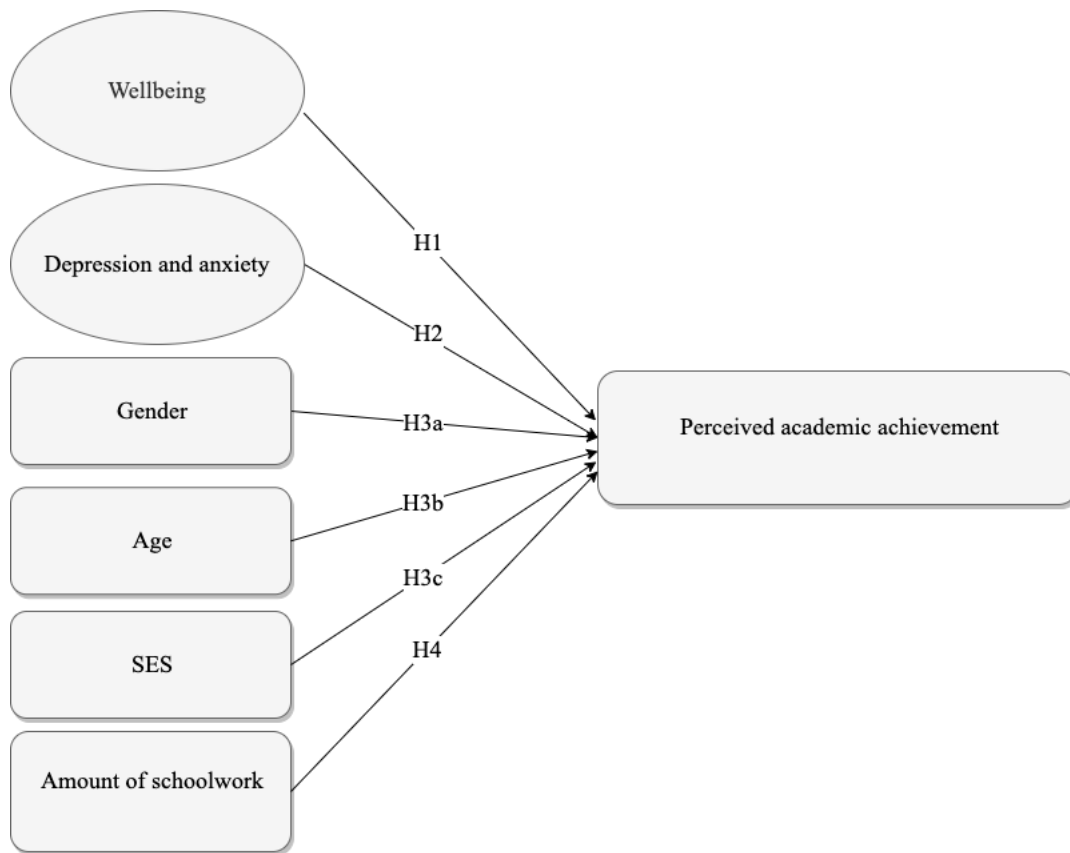 Wellbeing
H1
Depression and anxiety
H2
Gender
H3a
Perceived academic achievement
Age
H3b
H3c
SES
H4
Amount of schoolwork